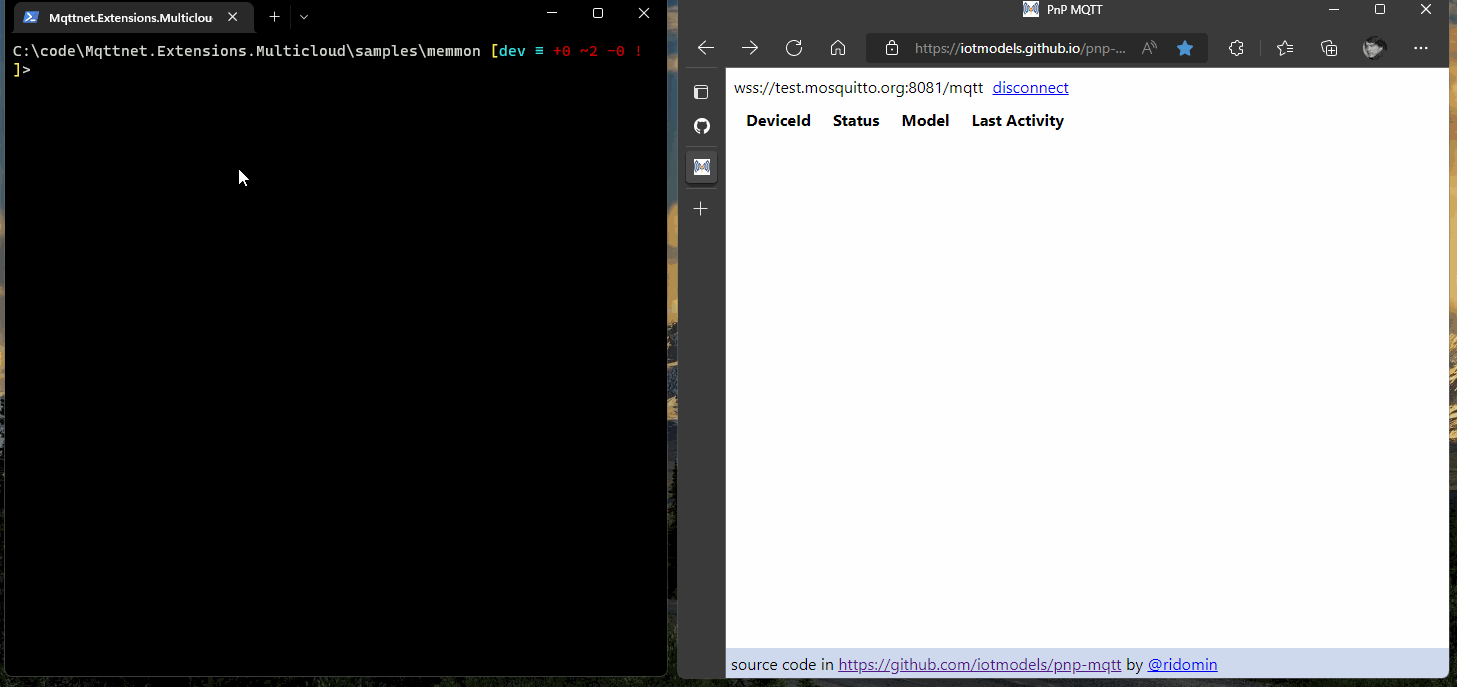 Mqttnet.Extensions.Multiclou
C:\code\Mqttnet.Extensions.Multicloud\samples\memmon [dev ≡ +0 ~2 -0 !
]>
PnP MQTT
https://iotmodels.github.io/pnp-...
wss://test.mosquitto.org:8081/mqtt disconnect
DeviceId Status Model Last Activity
source code in https://github.com/iotmodels/pnp-mqtt by @ridomin